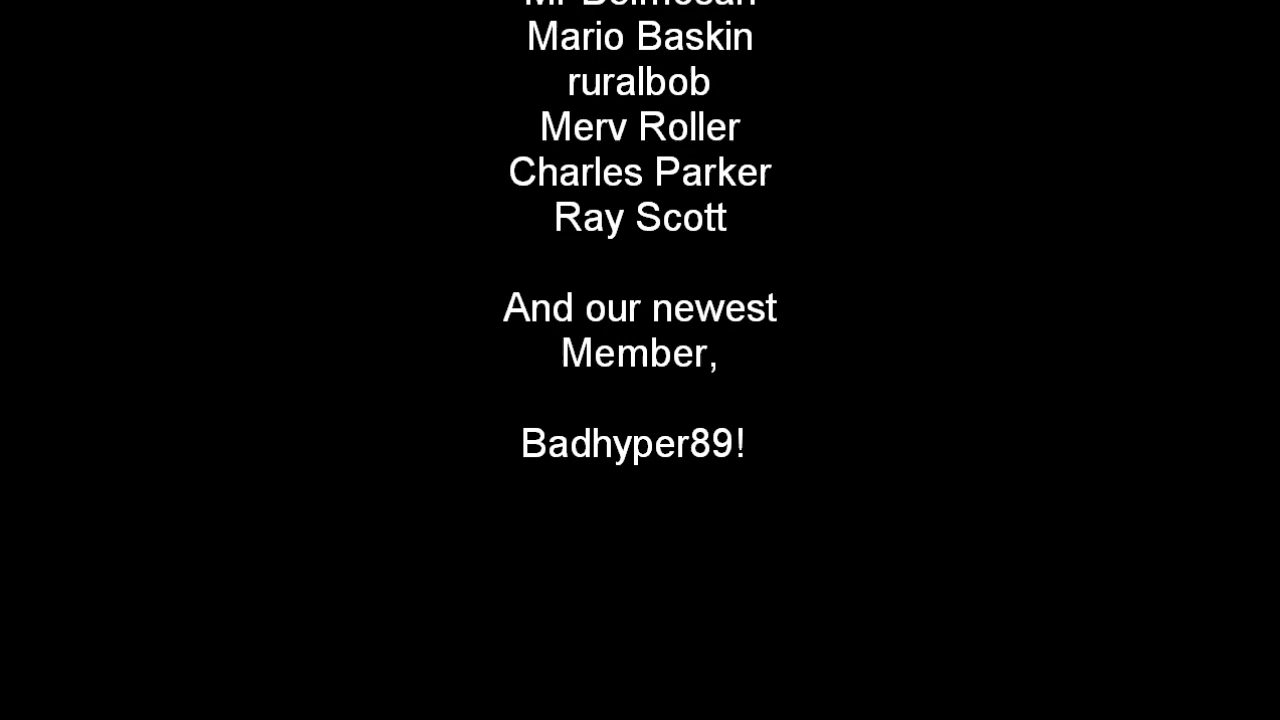 Mario Baskin
ruralbob
Merv Roller
Charles Parker
Ray Scott
And our newest
Member,
Badhyper89!